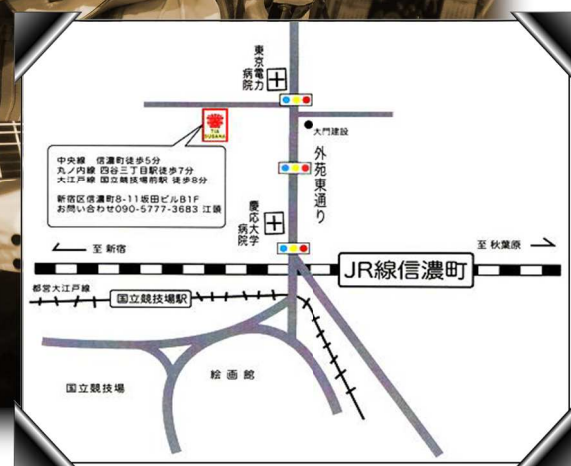 東京電力
病院
TIA
SUSANA
大門建設
中央線 信濃町徒歩5分
丸ノ内線 四谷三丁目駅徒歩7分
大江戸線 国立競技場前駅 徒歩8分
新宿区信濃町8-11坂田ビルB1F
お問い合わせ090-5777-3683 江頭
外苑東通り
慶応大学
病院
至 新宿
至 秋葉原
JR線信濃町
都営大江戸線
国立競技場駅
絵画館
国立競技場